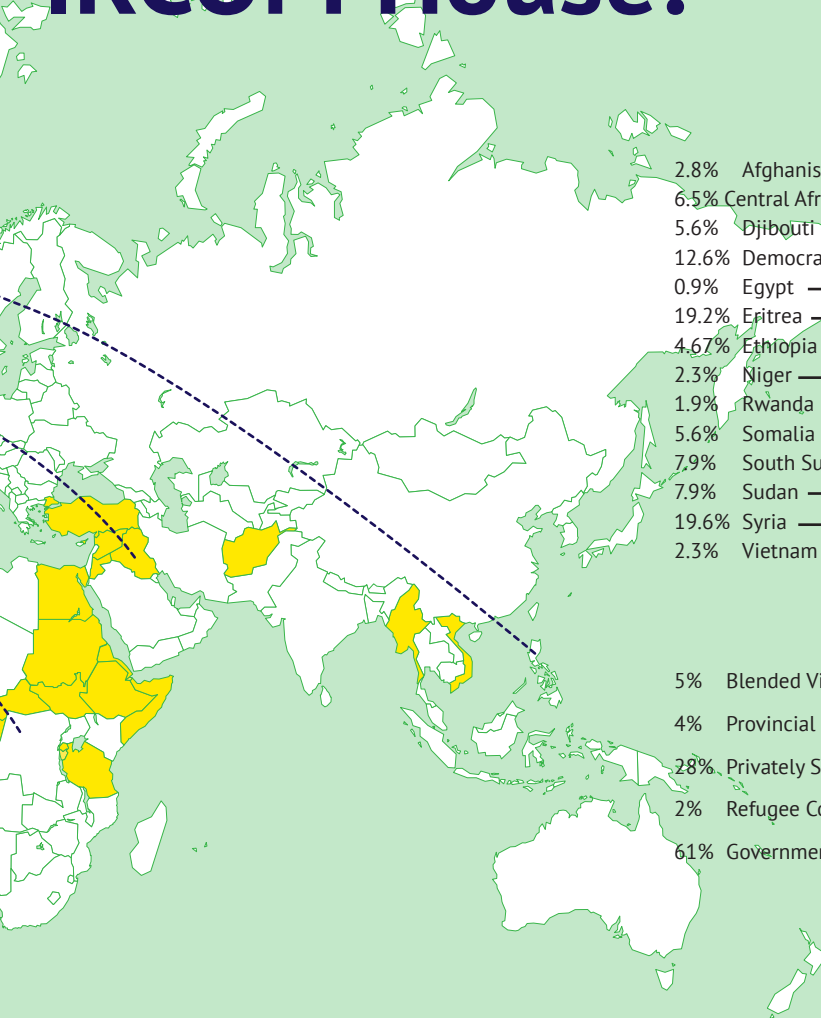 House?
2.8% Afghanis
6.5% Central Afr
5.6% Djibouti
12.6% Democra
0.9% Egypt
19.2% Eritrea
4.67% Ethiopia
2.3% Niger
1.9% Rwanda
5.6% Somalia
7.9% South Su
7.9% Sudan
19.6% Syria
2.3% Vietnam
5% Blended Vi
4% Provincial
28% Privately S
2% Refugee Co
61% Governmen